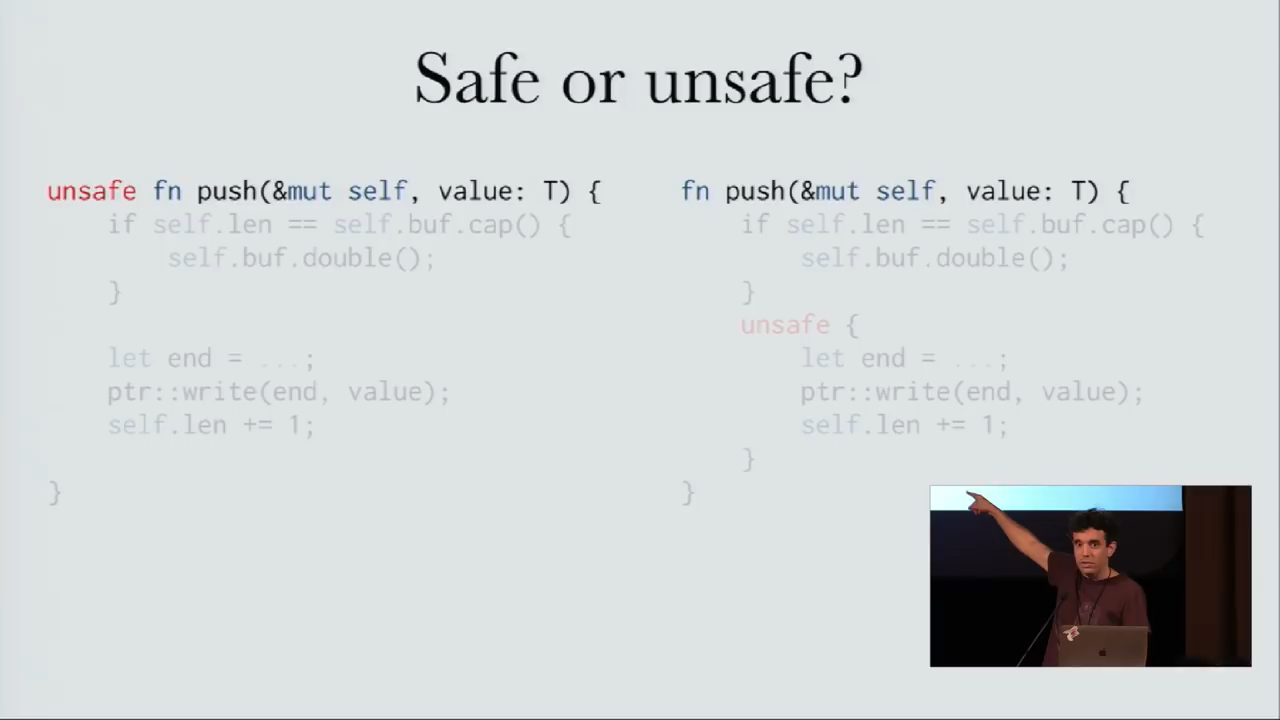 Safe or unsafe?
unsafe fn push(&mut self, value: T) {
if self.len == self.buf.cap() {
self.buf.double();
}
let end = ...;
ptr::write(end, value);
self.len += 1;
}
fn push(&mut self, value: T) {
if self.len == self.buf.cap() {
self.buf.double();
}
unsafe {
let end = ...;
ptr::write(end, value);
self.len += 1;
}
}